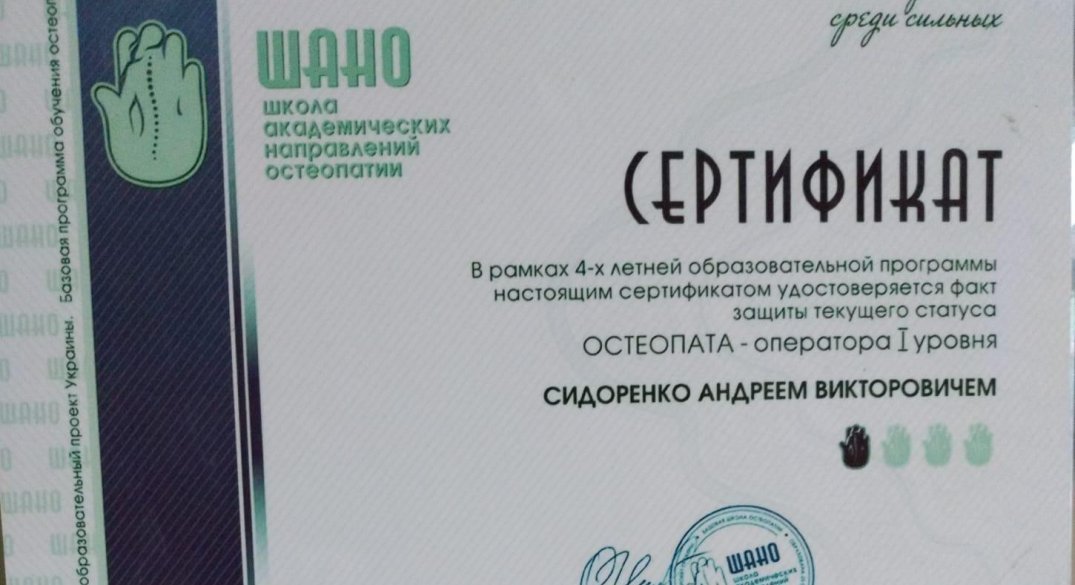 среди сильных
ШАНО
школа
академических
направлений
остеопатии
СЕРТИФИКАТ
В рамках 4-х летней образовательной программы
настоящим сертификатом удостоверяется факт
защиты текущего статуса
ОСТЕОПАТА - оператора I уровня
СИДОРЕНКО АНДРЕЕМ ВИКТОРОВИЧЕМ
образовательный проект Украины. Базовая программа обучения
ШАНО
школа